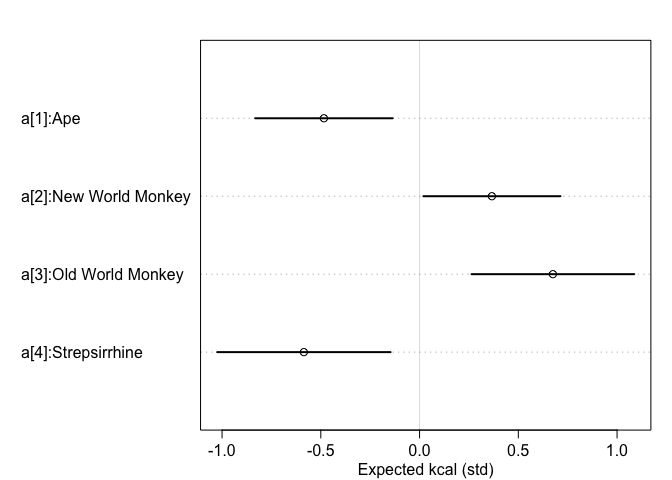 a[1]:Ape
a[2]:New World Monkey
a[3]:Old World Monkey
a[4]:Strepsirrhine
-1.0 -0.5 0.0 0.5 1.0
Expected kcal (std)